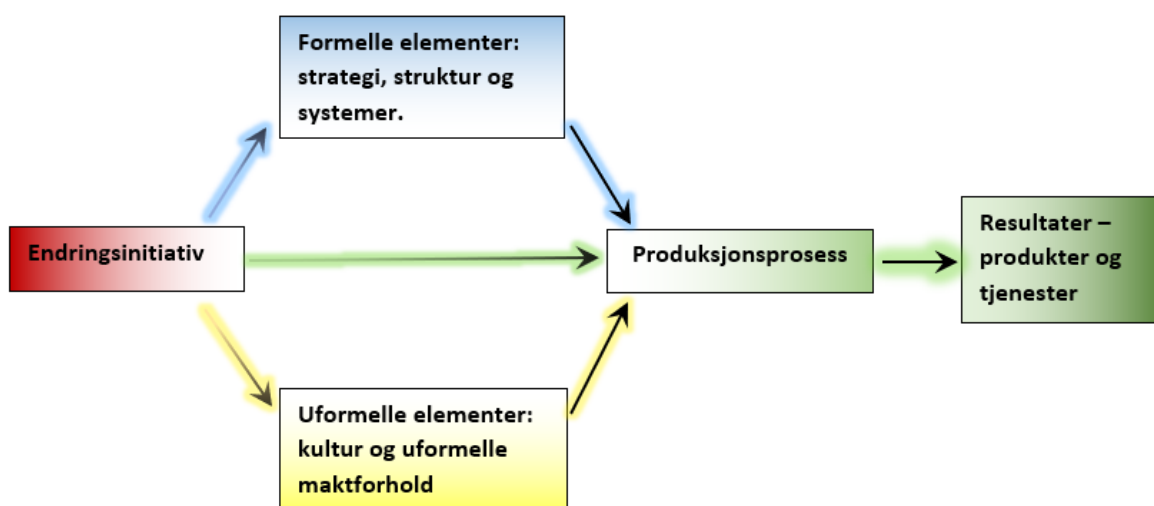 Formelle elementer:
strategi, struktur og
systemer.
Endringsinitiativ
Produksjonsprosess
Resultater –
produkter og
tjenester
Uformelle elementer:
kultur og uformelle
maktforhold